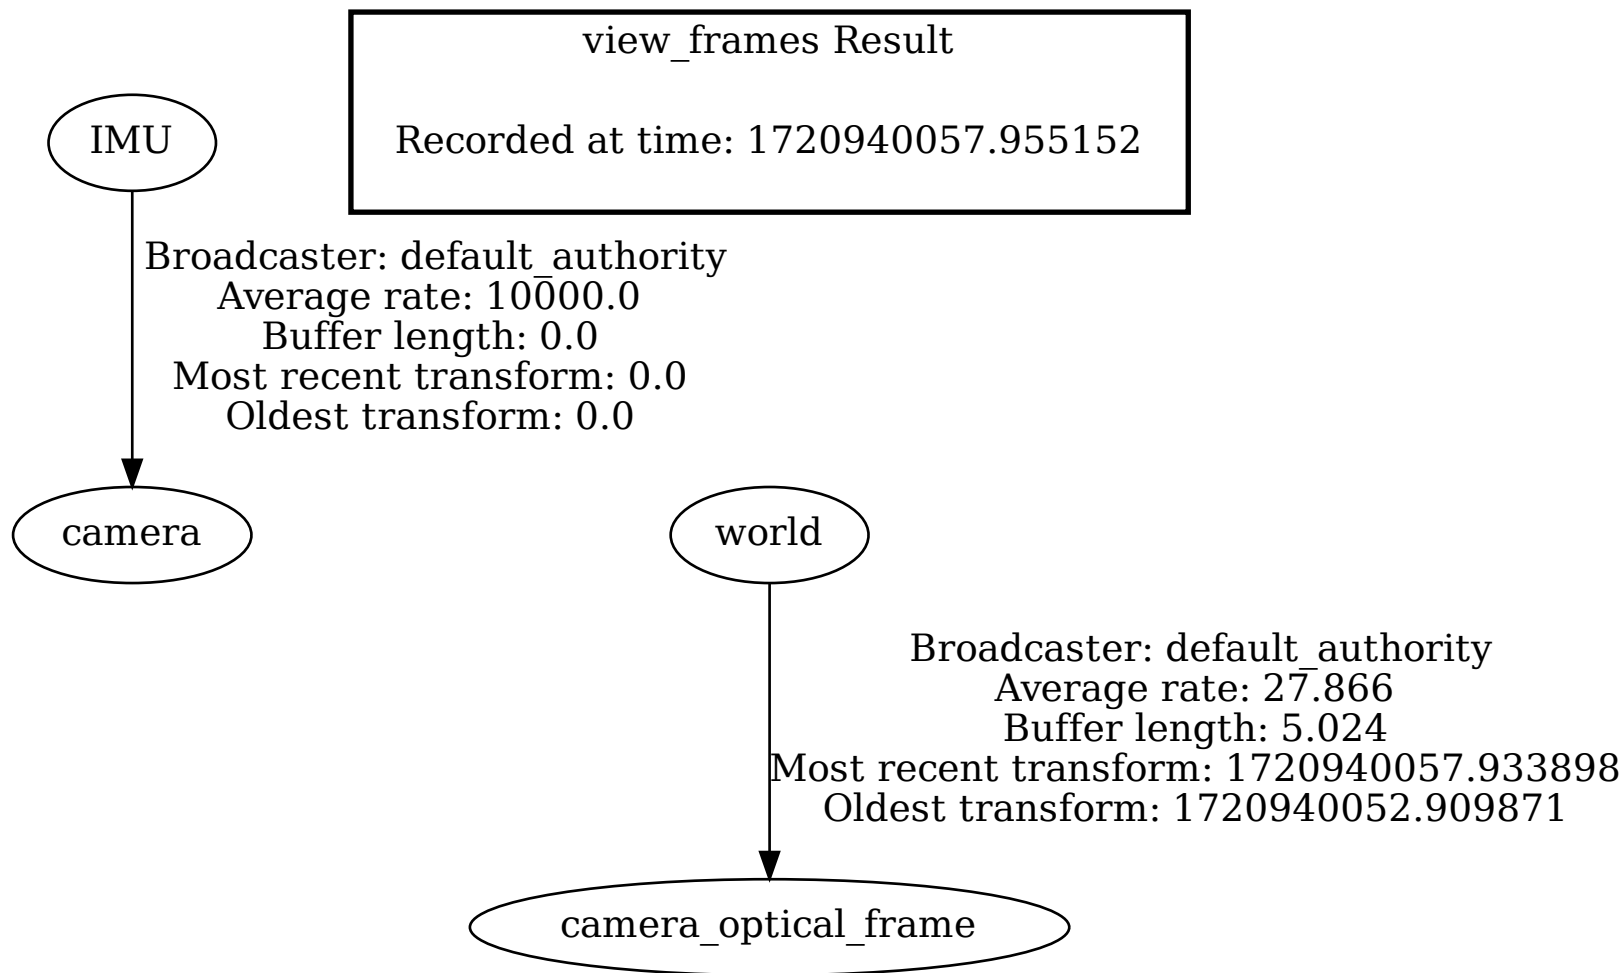 view_frames Result
Recorded at time: 1720940057.955152
IMU
Broadcaster: default_authority
Average rate: 10000.0
Buffer length: 0.0
Most recent transform: 0.0
Oldest transform: 0.0
camera
world
Broadcaster: default_authority
Average rate: 27.866
Buffer length: 5.024
Most recent transform: 1720940057.933898
Oldest transform: 1720940052.909871
camera_optical_frame